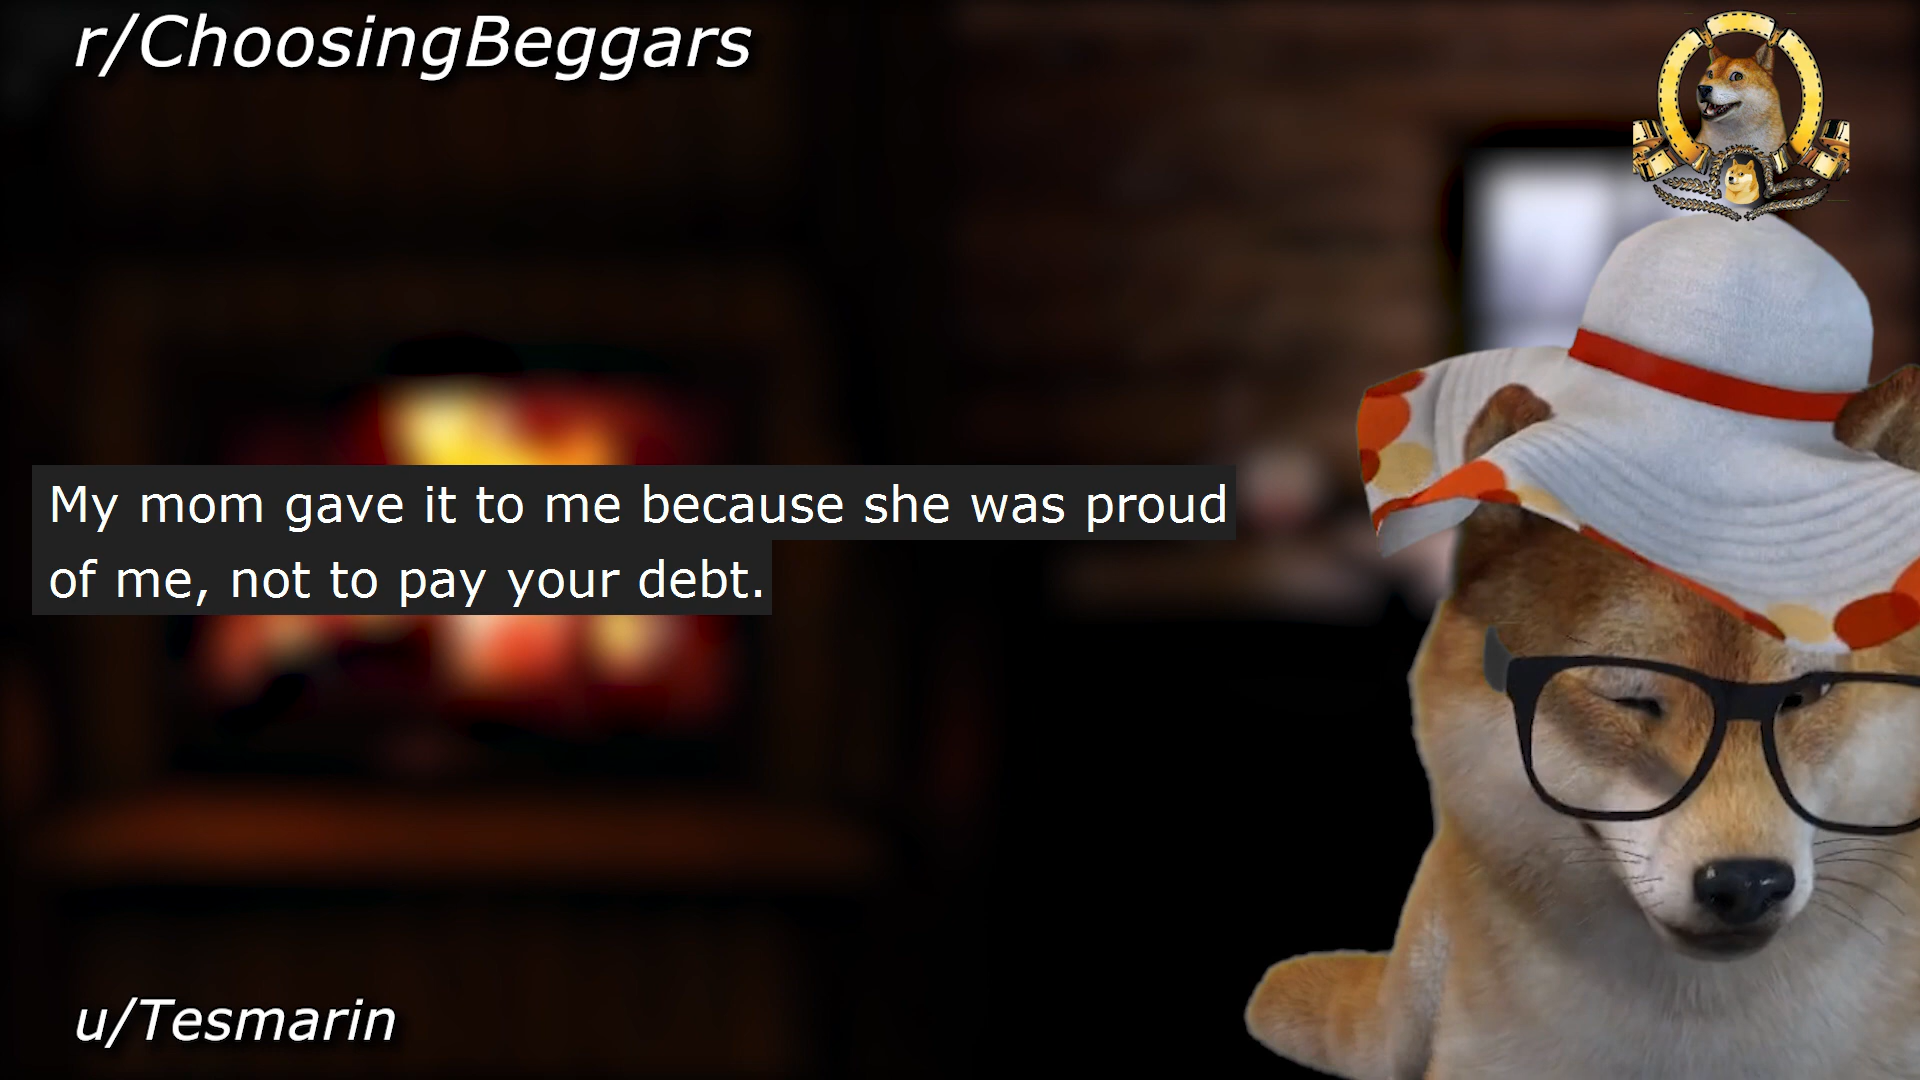 r/ChoosingBeggars
My mom gave it to me because she was proud
of me, not to pay your debt.
u/Tesmarin